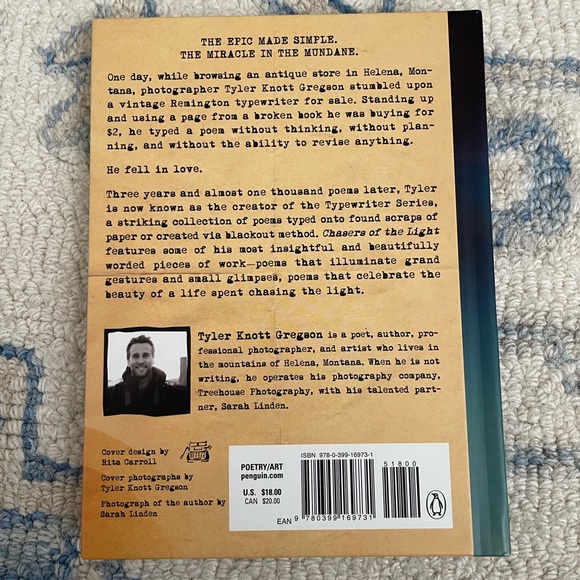 THE EPIC MADE SIMPLE.
THE MIRACLE IN THE MUNDANE.
One day, while browsing an antique store in Helena, Mon-
tana, photographer Tyler Knott Gregson stumbled upon
a vintage Remington typewriter for sale. Standing up
and using a page from a broken book he was buying for
$2, he typed a poem without thinking, without plan-
ning, and without the ability to revise anything.
He fell in love.
Three years and almost one thousand poems later, Tyler
is now known as the creator of the Typewriter Series,
a striking collection of poems typed onto found scraps of
paper or created via blackout method. Chasers of the Light
features some of his most insightful and beautifully
worded pieces of work—poems that illuminate grand
gestures and small glimpses, poems that celebrate the
beauty of a life spent chasing the light.
Tyler Knott Gregson is a poet, author, pro-
fessional photographer, and artist who lives in
the mountains of Helena, Montana. When he is not
writing, he operates his photography company,
Treehouse Photography, with his talented part-
ner, Sarah Linden.
Cover design by
Rita Carroll
Cover photographs by
Tyler Knott Gregson
Photograph of the author by
Sarah Linden
POETRY/ART
penguin.com
U.S. $18.00
CAN $20.00
ISBN 978-0-399-16973-1
51800
EAN 9 780399 169731